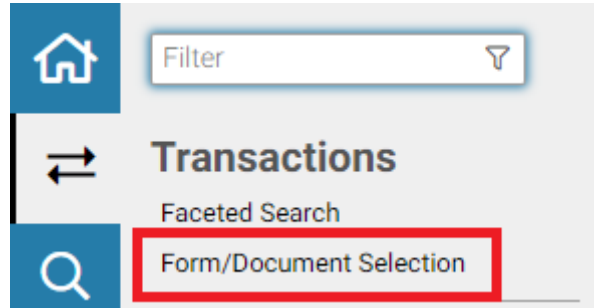 Filter
Transactions
Faceted Search
Form/Document Selection